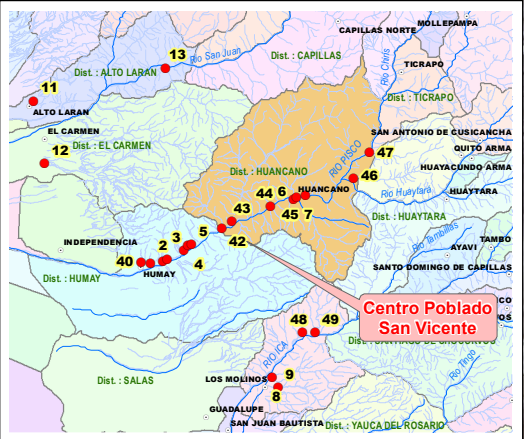 MOLLEPAMPA
CAPILLAS NORTE
13
Rio San Juan
Dist. : CAPILLAS
Rio Chiris
TICRAPO
Dist. : ALTO LARAN
11
Dist. : TICRAPO
ALTO LARAN
EL CARMEN
SAN ANTONIO DE CUSICANCHA
12
Dist. : EL CARMEN
RIO PISCO
47
QUITO ARMA
HUAYACUNDO ARMA
Dist. : HUANCANO
46
44
6
HUANCANO
Rio Huaytara
HUAYTARA
43
45
7
Dist. : HUAYTARA
5
3
INDEPENDENCIA
2
42
Rio Tambillas
TAMBO
AYAVI
40
4
HUMAY
SANTO DOMINGO DE CAPILLAS
Dist. : HUMAY
Centro Poblado
San Vicente
48
49
RIO ICA
Rio Tingo
Dist. : SALAS
LOS MOLINOS
9
8
GUADALUPE
SAN JUAN BAUTISTA
Dist. : YAUCA DEL ROSARIO